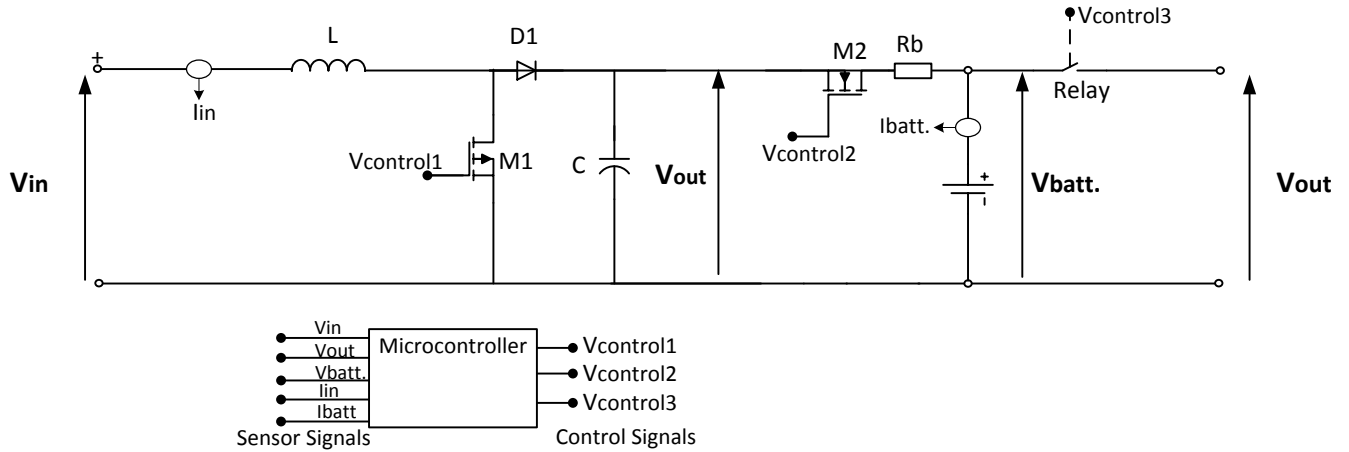 Vcontrol3
L
D1
M2
Rb
+
Iin
Relay
Ibatt.
Vcontrol1
M1
C
Vout
Vcontrol2
Vin
+
-
Vbatt.
Vout
Vin
Vout
Vbatt.
Iin
Ibatt
Microcontroller
Vcontrol1
Vcontrol2
Vcontrol3
Sensor Signals
Control Signals